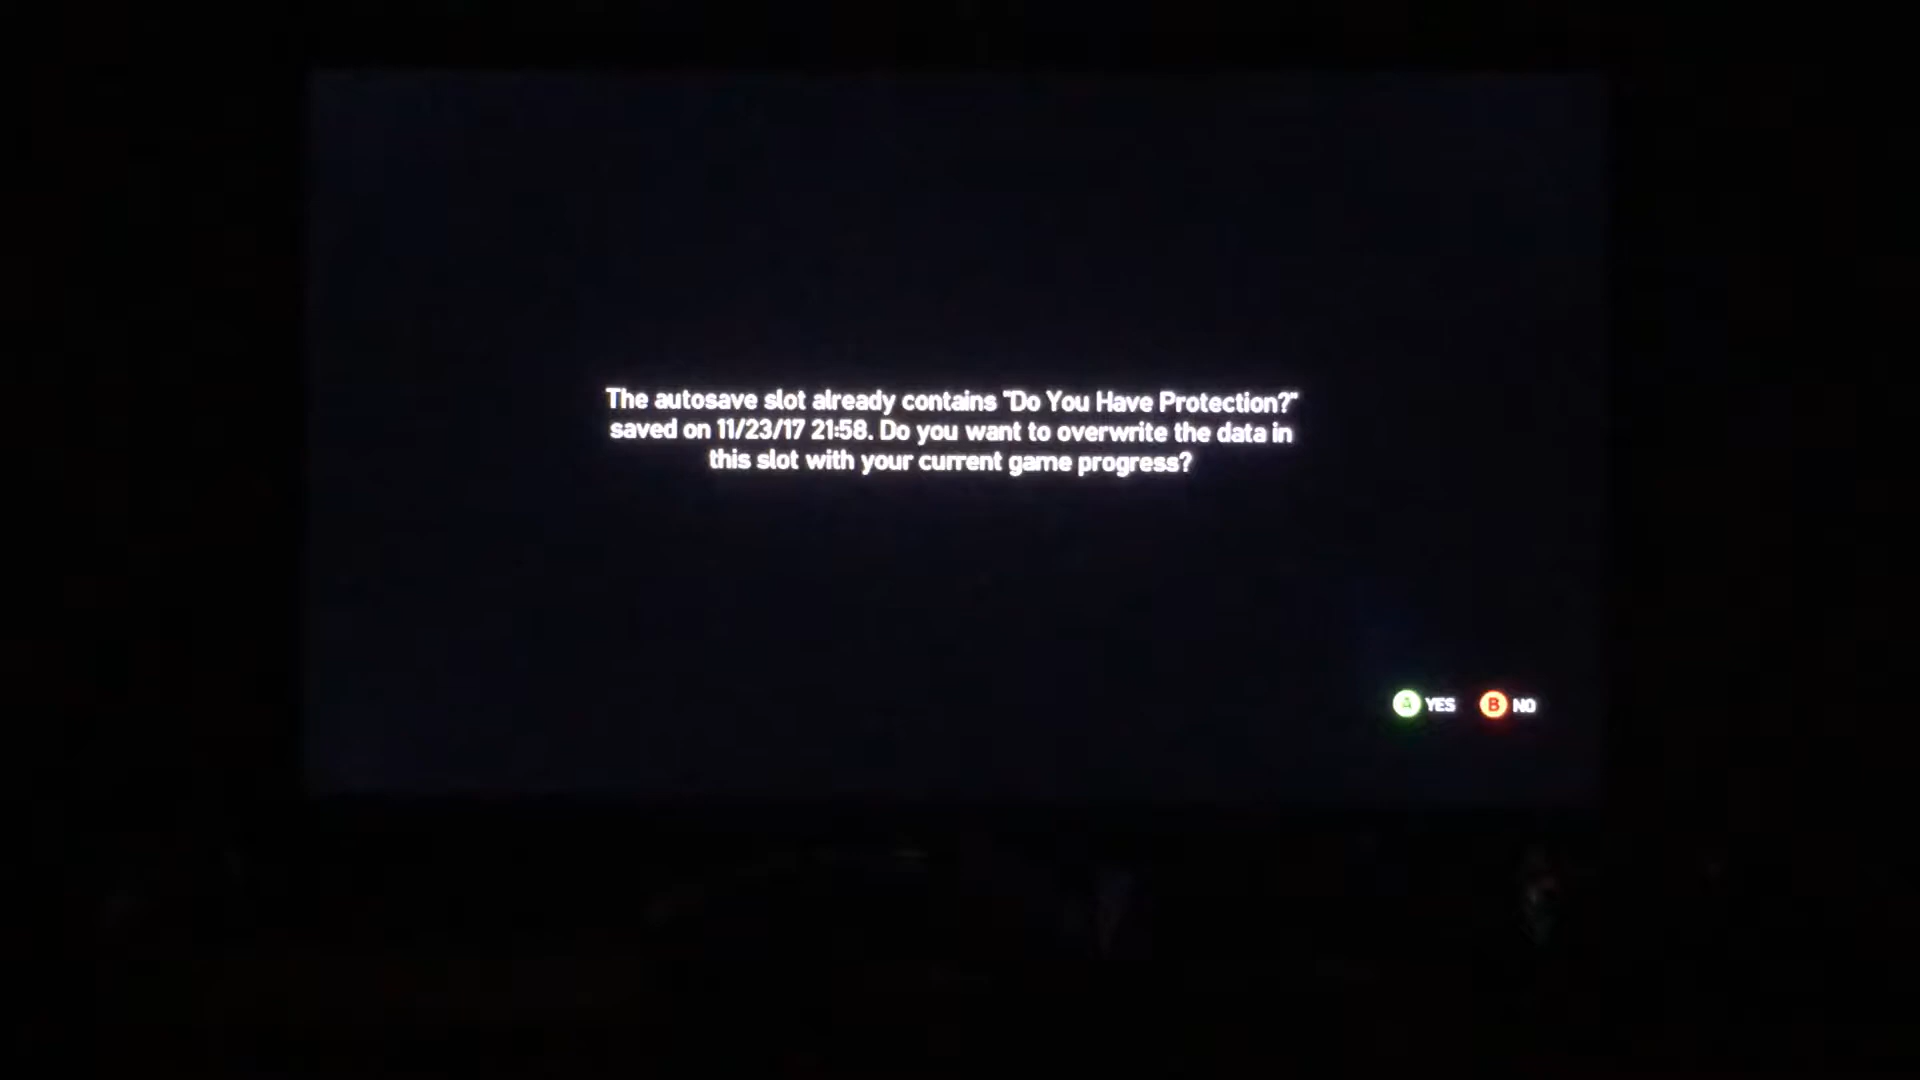 The autosave slot already contains "Do You Have Protection?"
saved on 11/23/17 21:58. Do you want to overwrite the data in
this slot with your current game progress?
A YES B NO